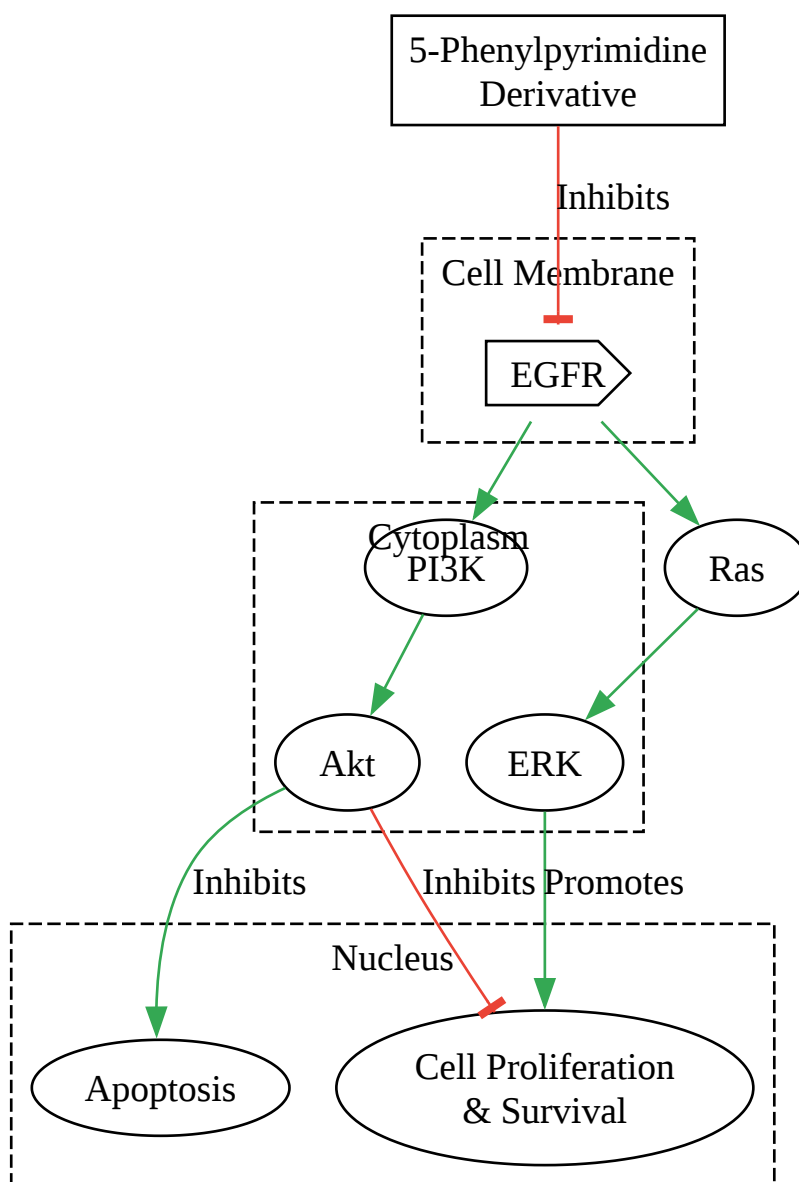 5-Phenylpyrimidine
Derivative
Inhibits
Cell Membrane
EGFR
Cytoplasm
PI3K
Ras
Akt
ERK
Inhibits
Inhibits
Promotes
Nucleus
Apoptosis
Cell Proliferation
& Survival